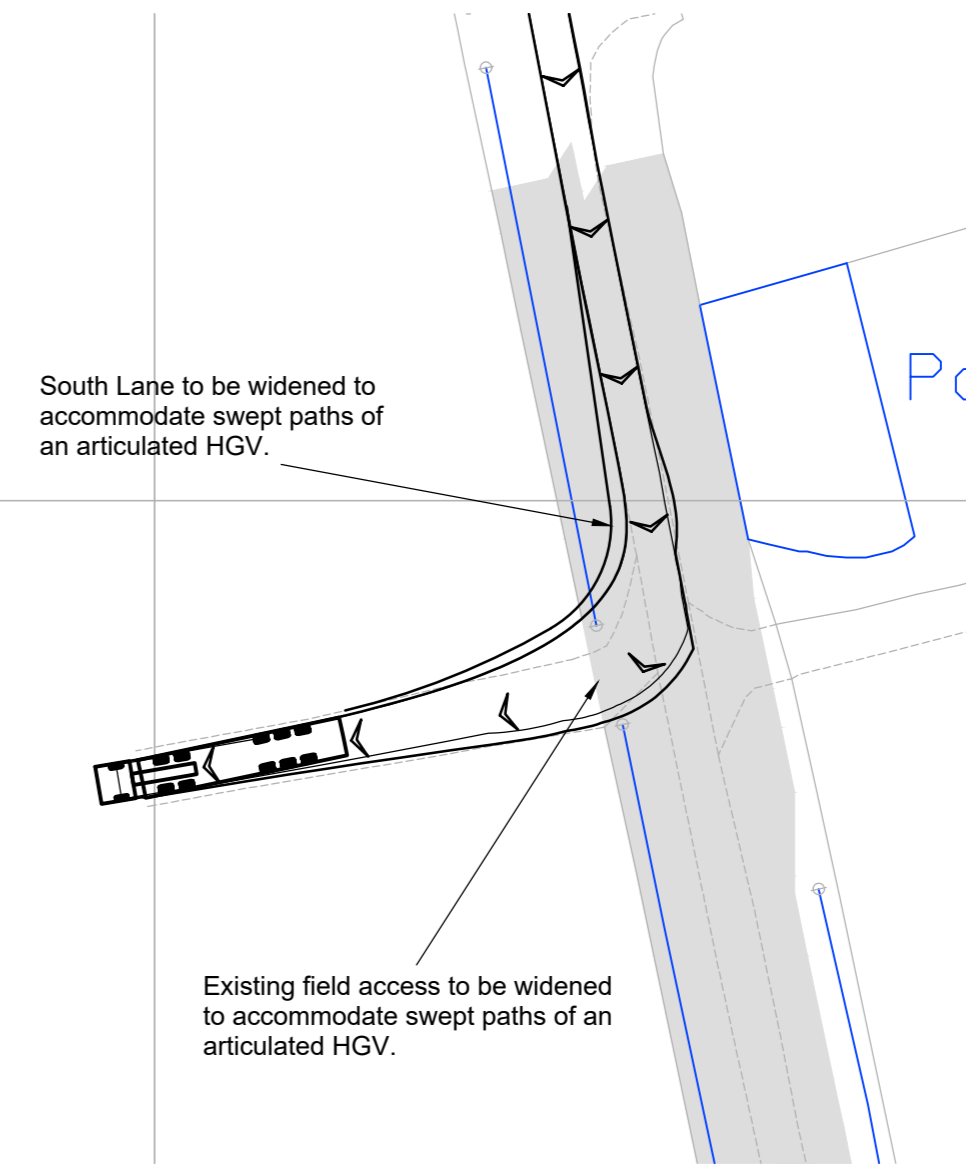 South Lane to be widened to
accommodate swept paths of
an articulated HGV.
Existing field access to be widened
to accommodate swept paths of an
articulated HGV.